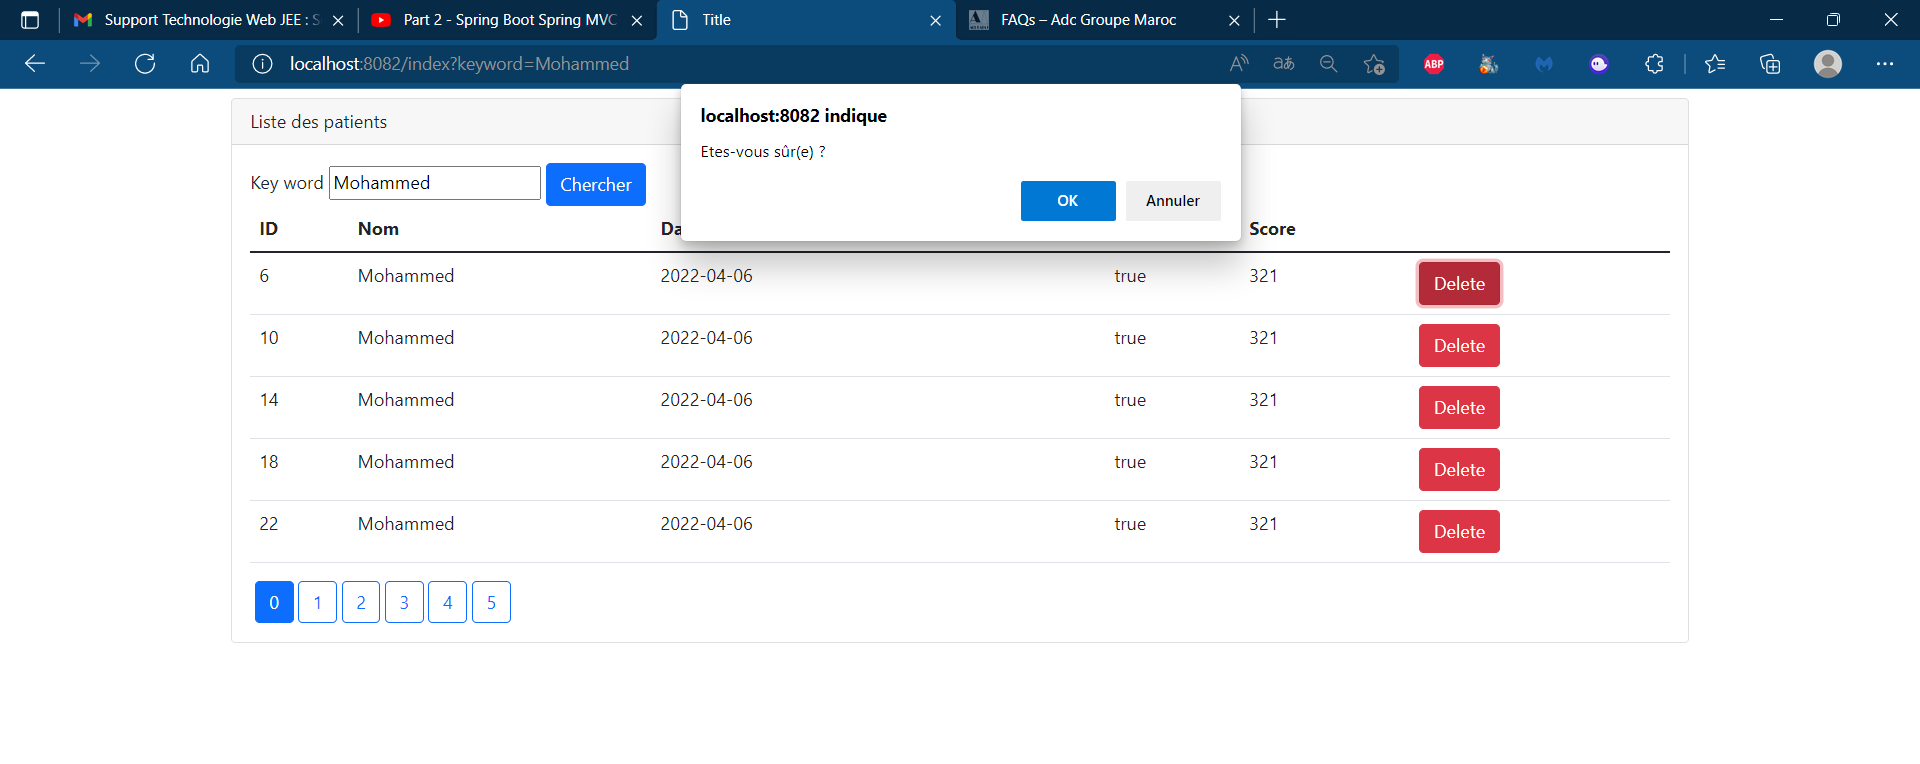 Support Technologie Web JEE : S
Part 2 - Spring Boot Spring MVC
Title
FAQs – Adc Groupe Maroc
localhost:8082/index?keyword=Mohammed
aあ
ABP
localhost:8082 indique
Etes-vous sûr(e) ?
OK Annuler
Liste des patients
Key word Mohammed Chercher
ID Nom Da Score
6 Mohammed 2022-04-06 true 321 Delete
10 Mohammed 2022-04-06 true 321 Delete
14 Mohammed 2022-04-06 true 321 Delete
18 Mohammed 2022-04-06 true 321 Delete
22 Mohammed 2022-04-06 true 321 Delete
0 1 2 3 4 5